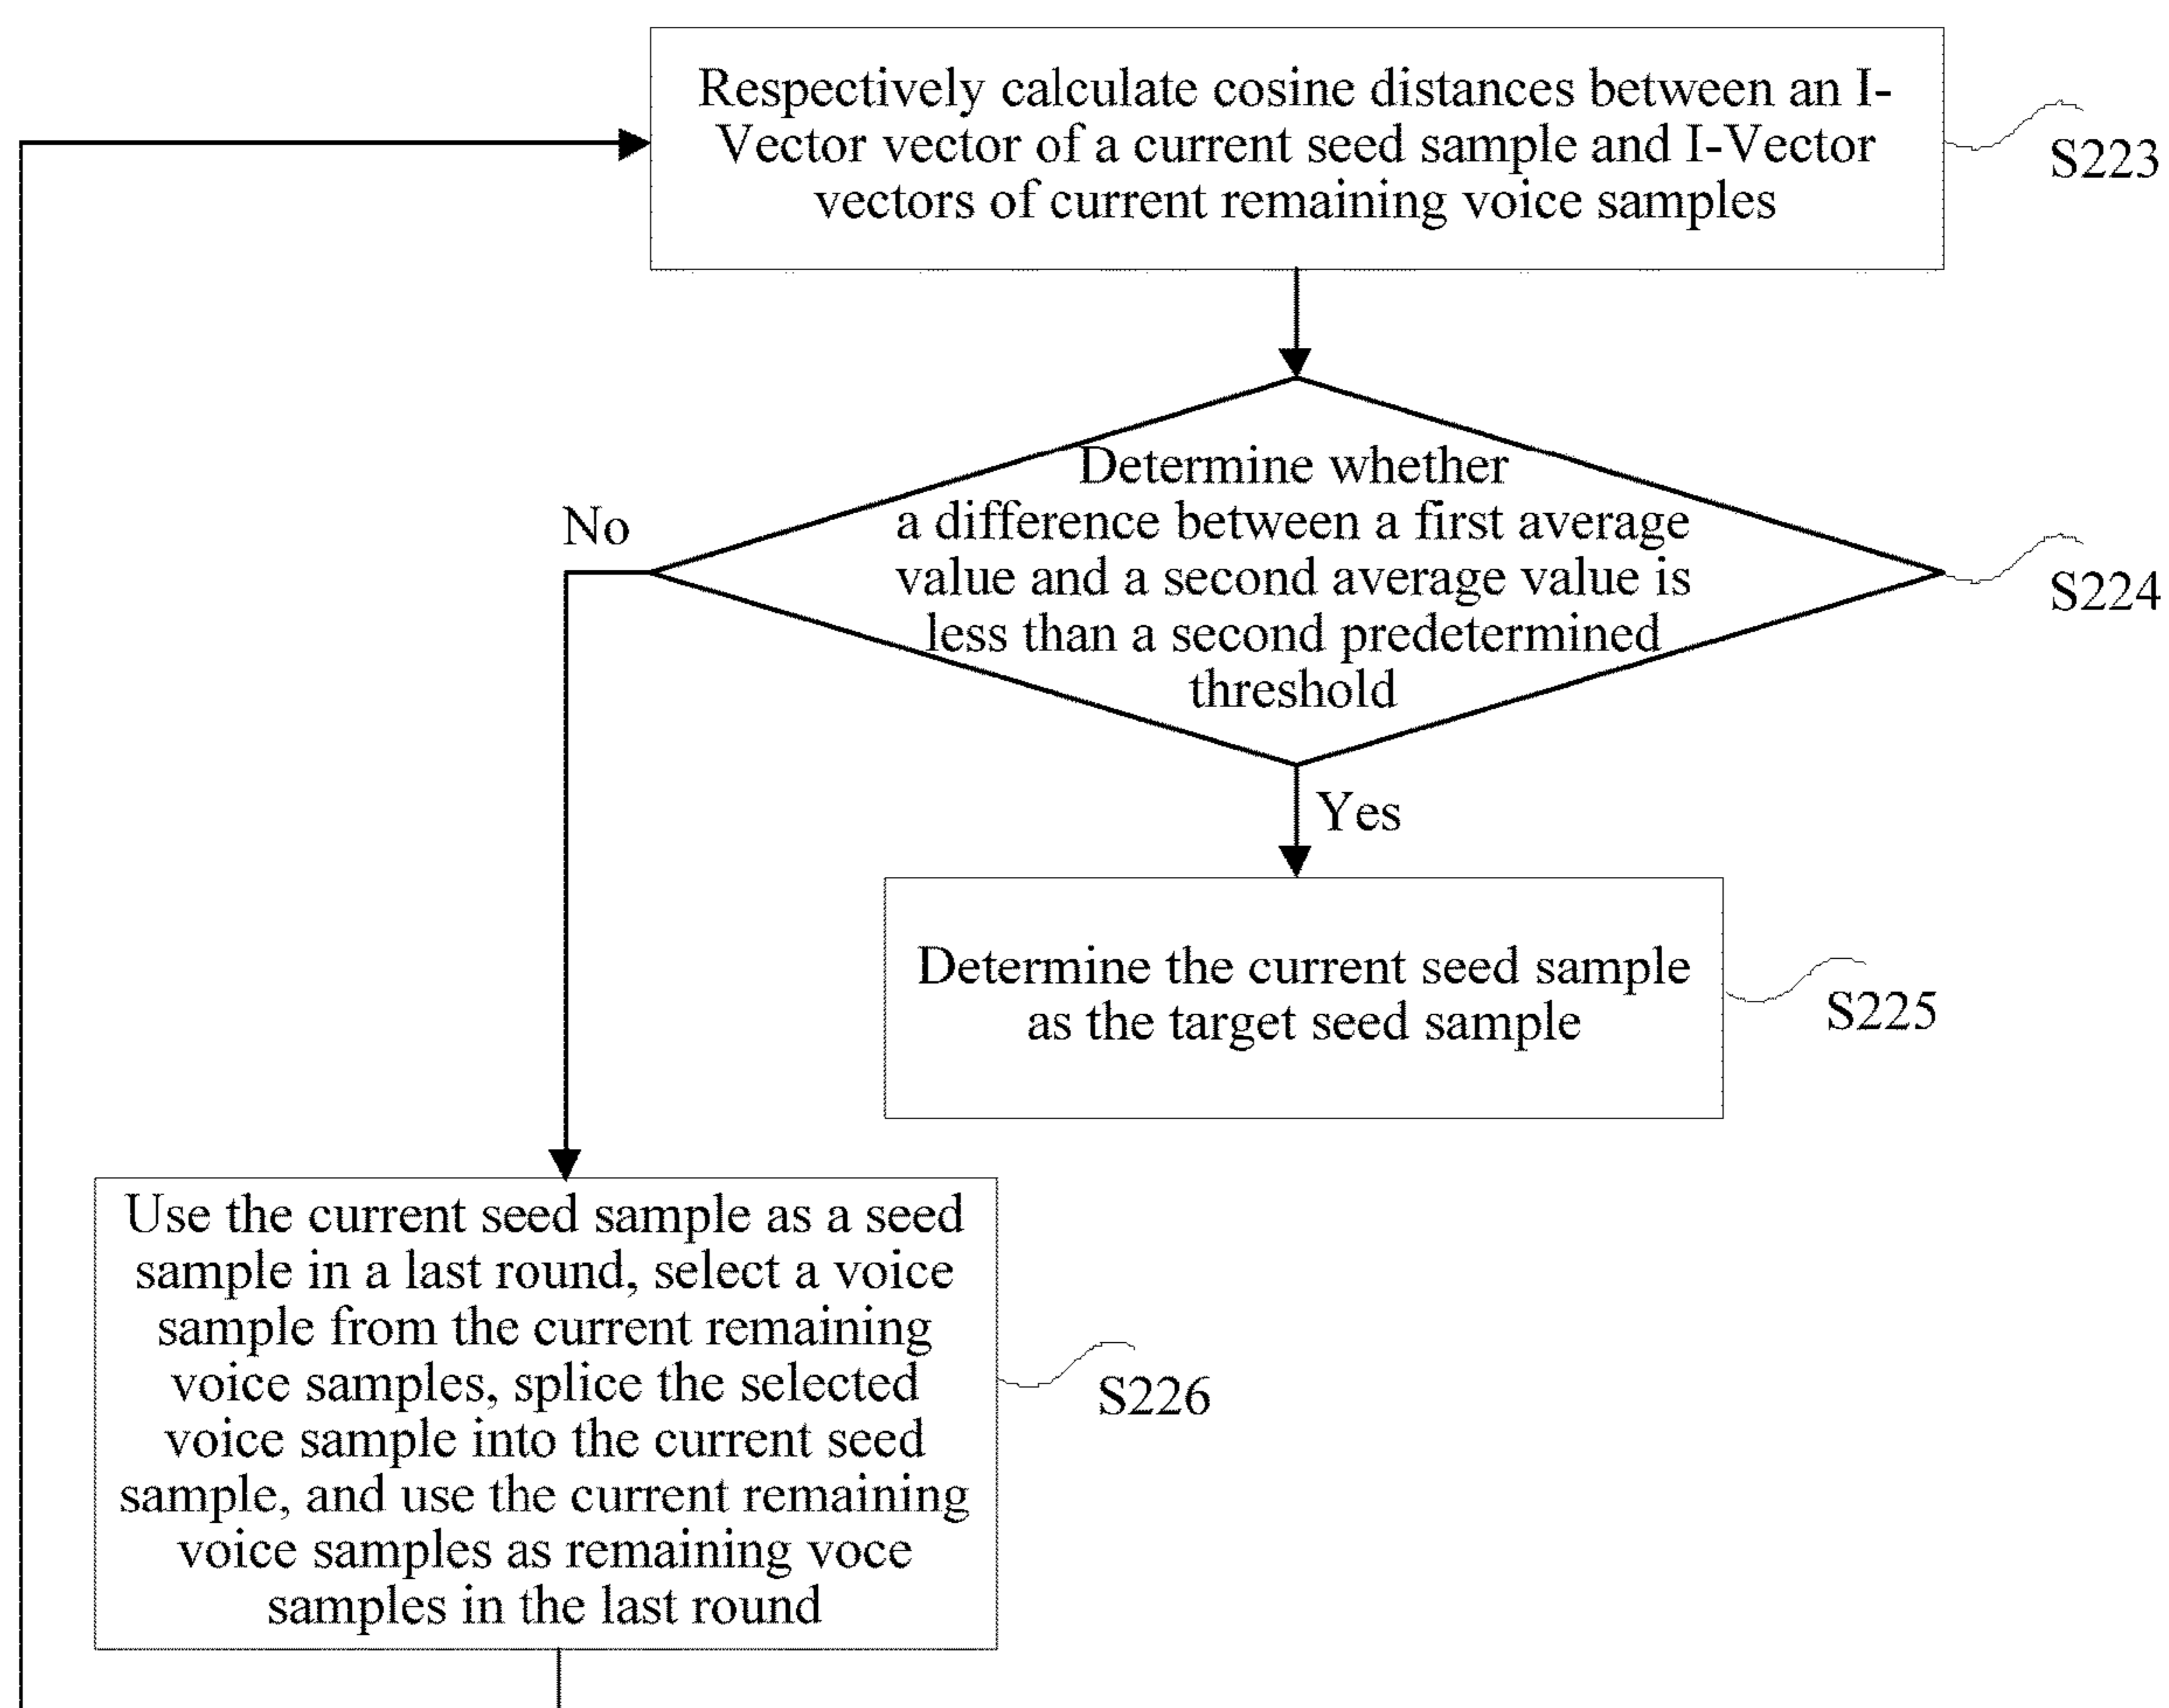 Respectively calculate cosine distances between an I-
Vector vector of a current seed sample and I-Vector
vectors of current remaining voice samples
S223
Determine whether
a difference between a first average
value and a second average value is
less than a second predetermined
threshold
S224
No
Yes
Determine the current seed sample
as the target seed sample
S225
Use the current seed sample as a seed
sample in a last round, select a voice
sample from the current remaining
voice samples, splice the selected
voice sample into the current seed
sample, and use the current remaining
voice samples as remaining voce
samples in the last round
S226